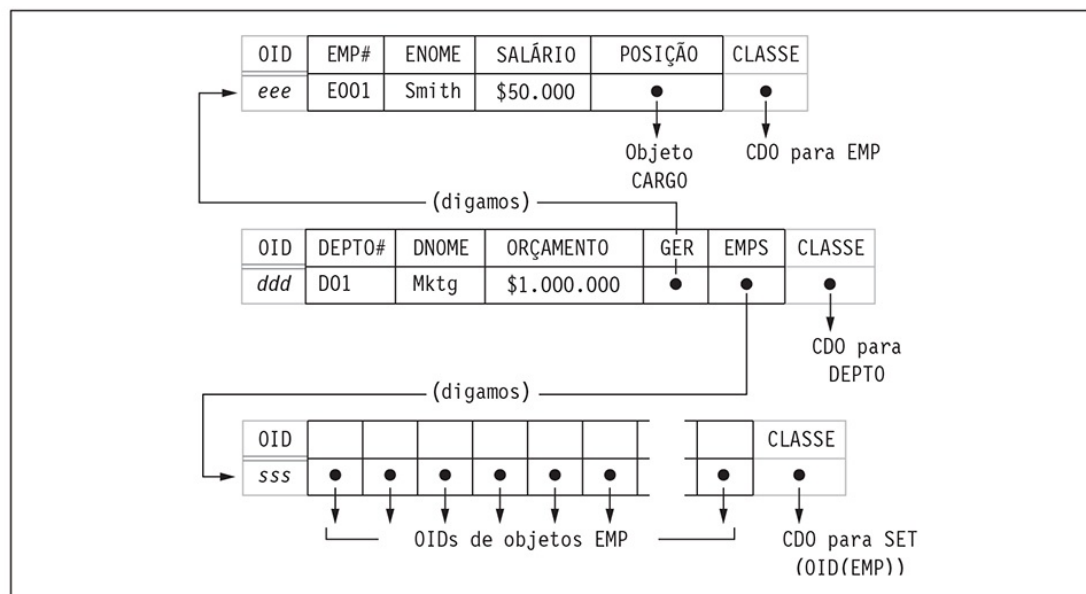 OID EMP# ENOME SALÁRIO POSIÇÃO CLASSE
eee E001 Smith $50.000
Objeto CDO para EMP
CARGO
(digamos)
OID DEPTO# DNOME ORÇAMENTO GER EMPS CLASSE
ddd D01 Mktg $1.000.000
CDO para
DEPTO
(digamos)
OID CLASSE
sss
OIDs de objetos EMP CDO para SET
(OID(EMP))